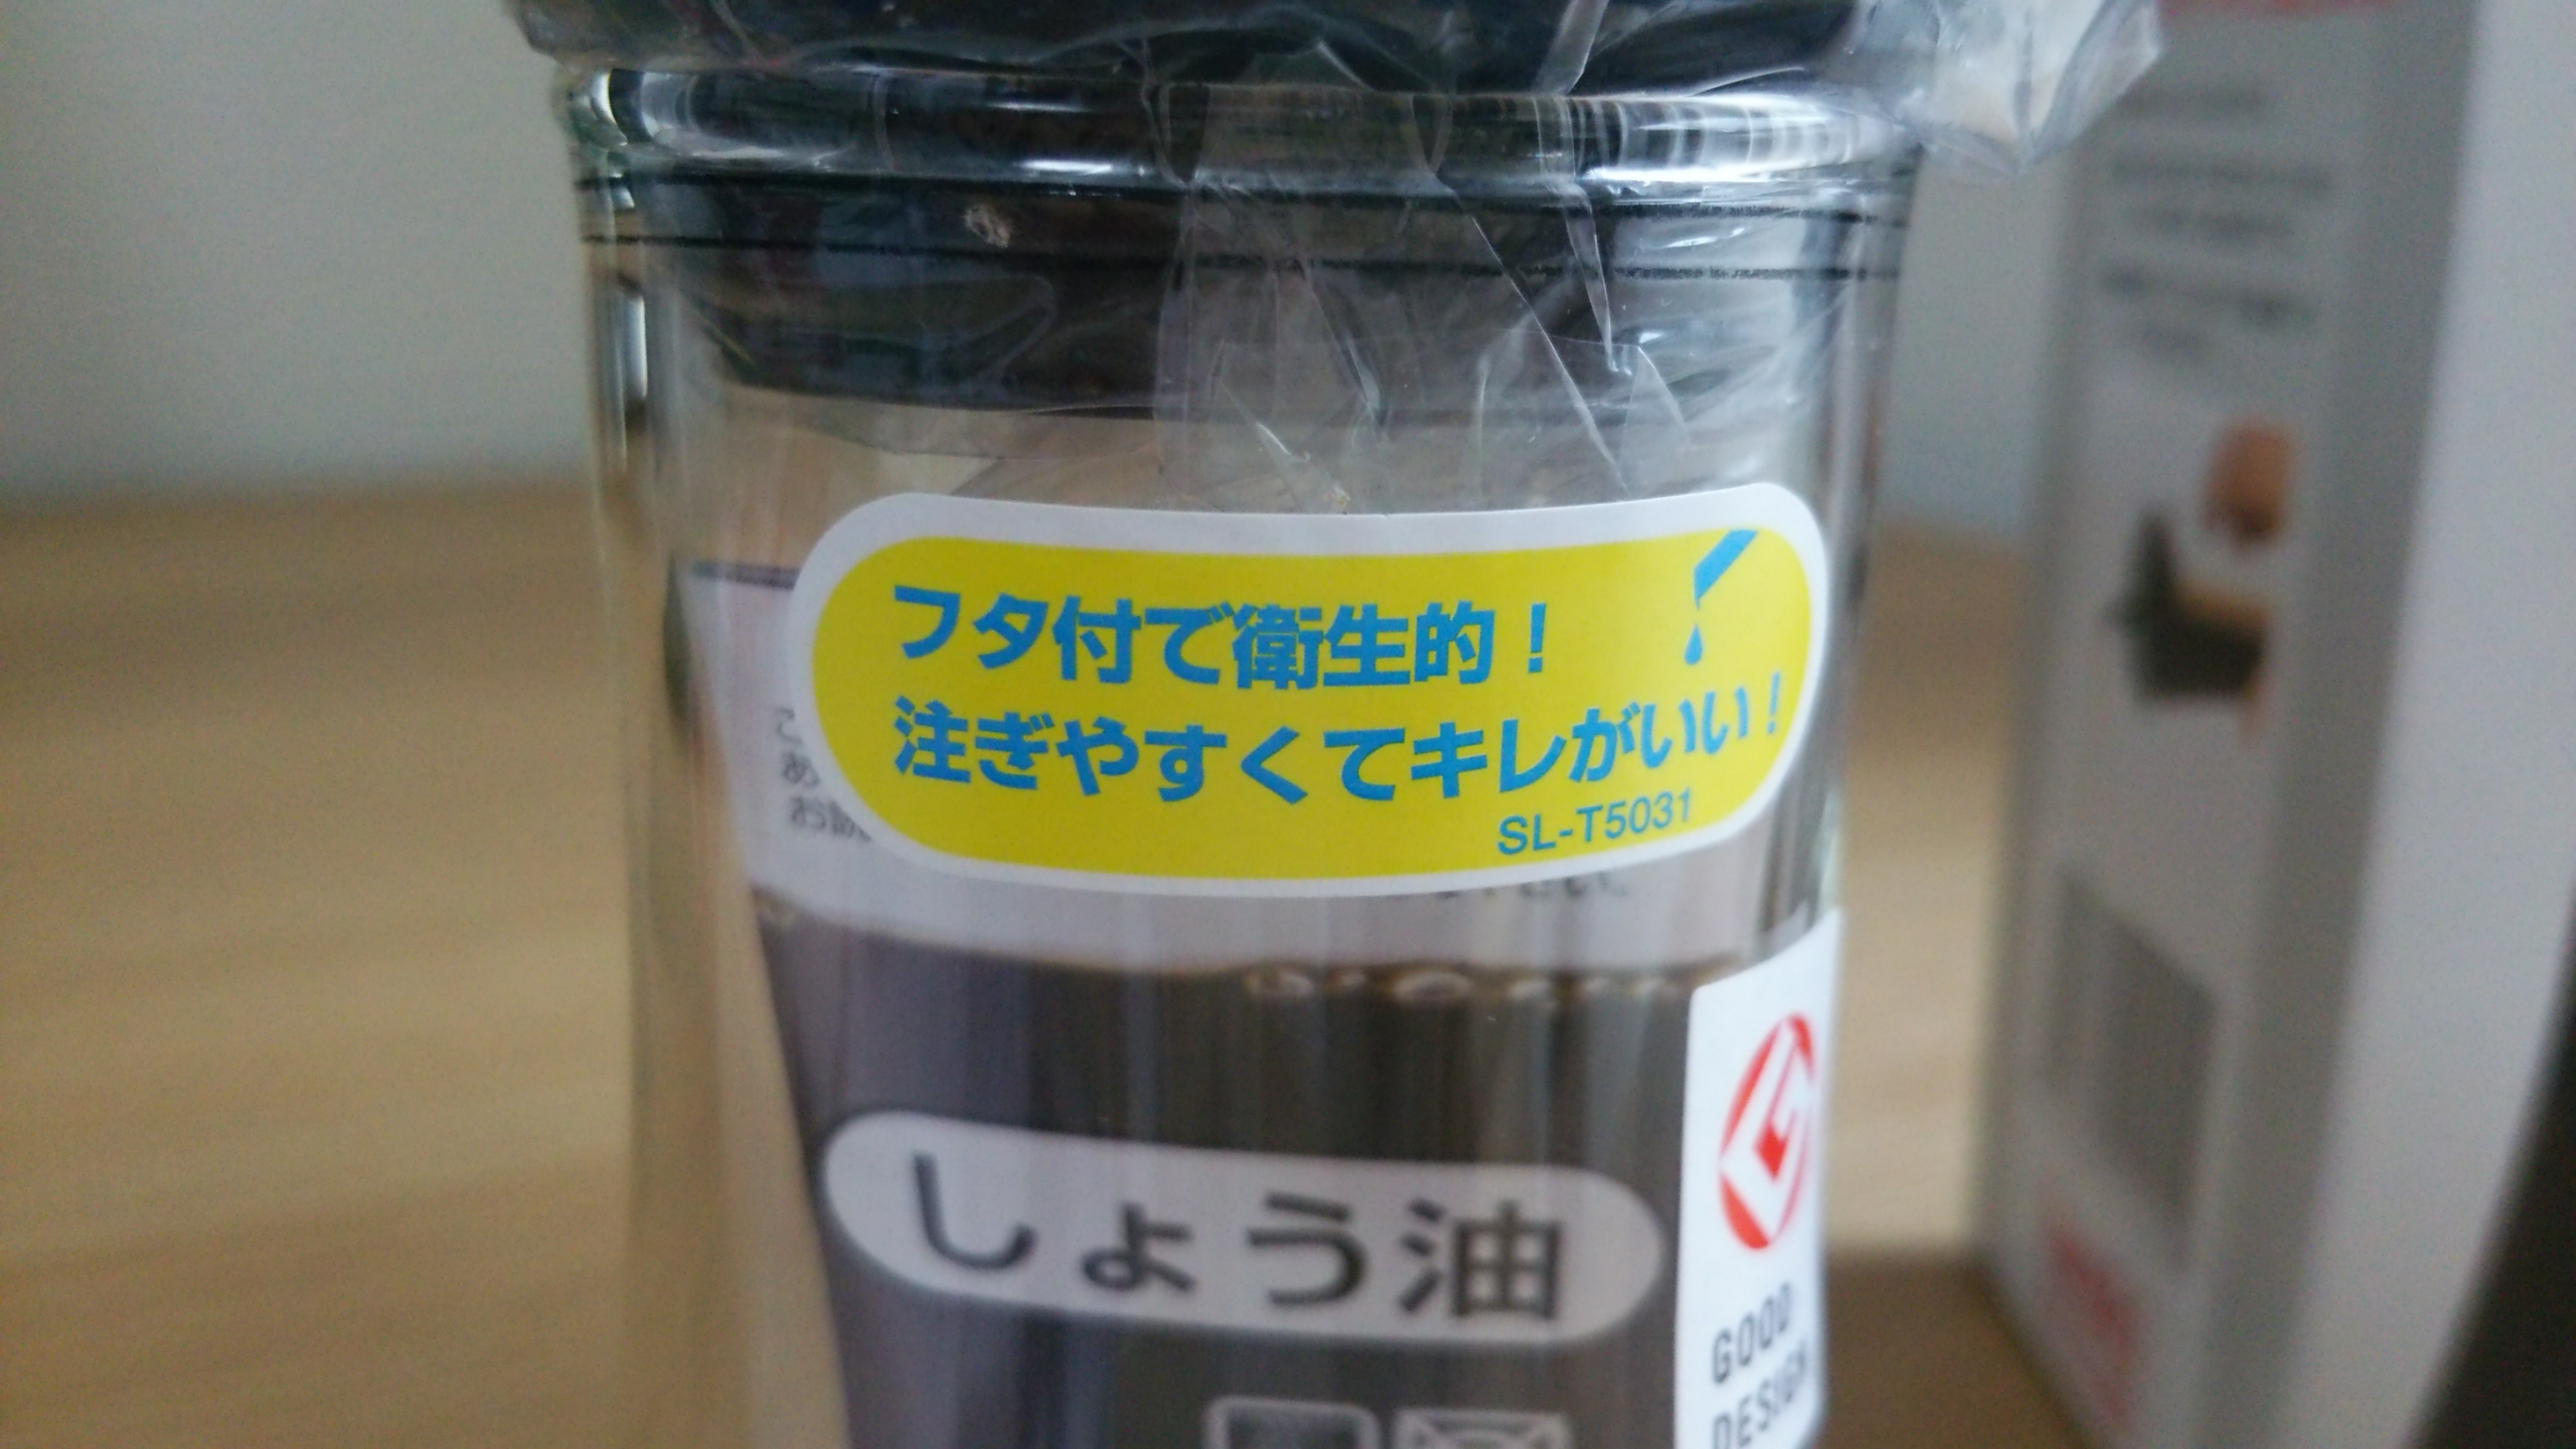 フタ付で衛生的！
注ぎやすくてキレがいい！
SL-T5031
しょう油
GOOD
DESIGN